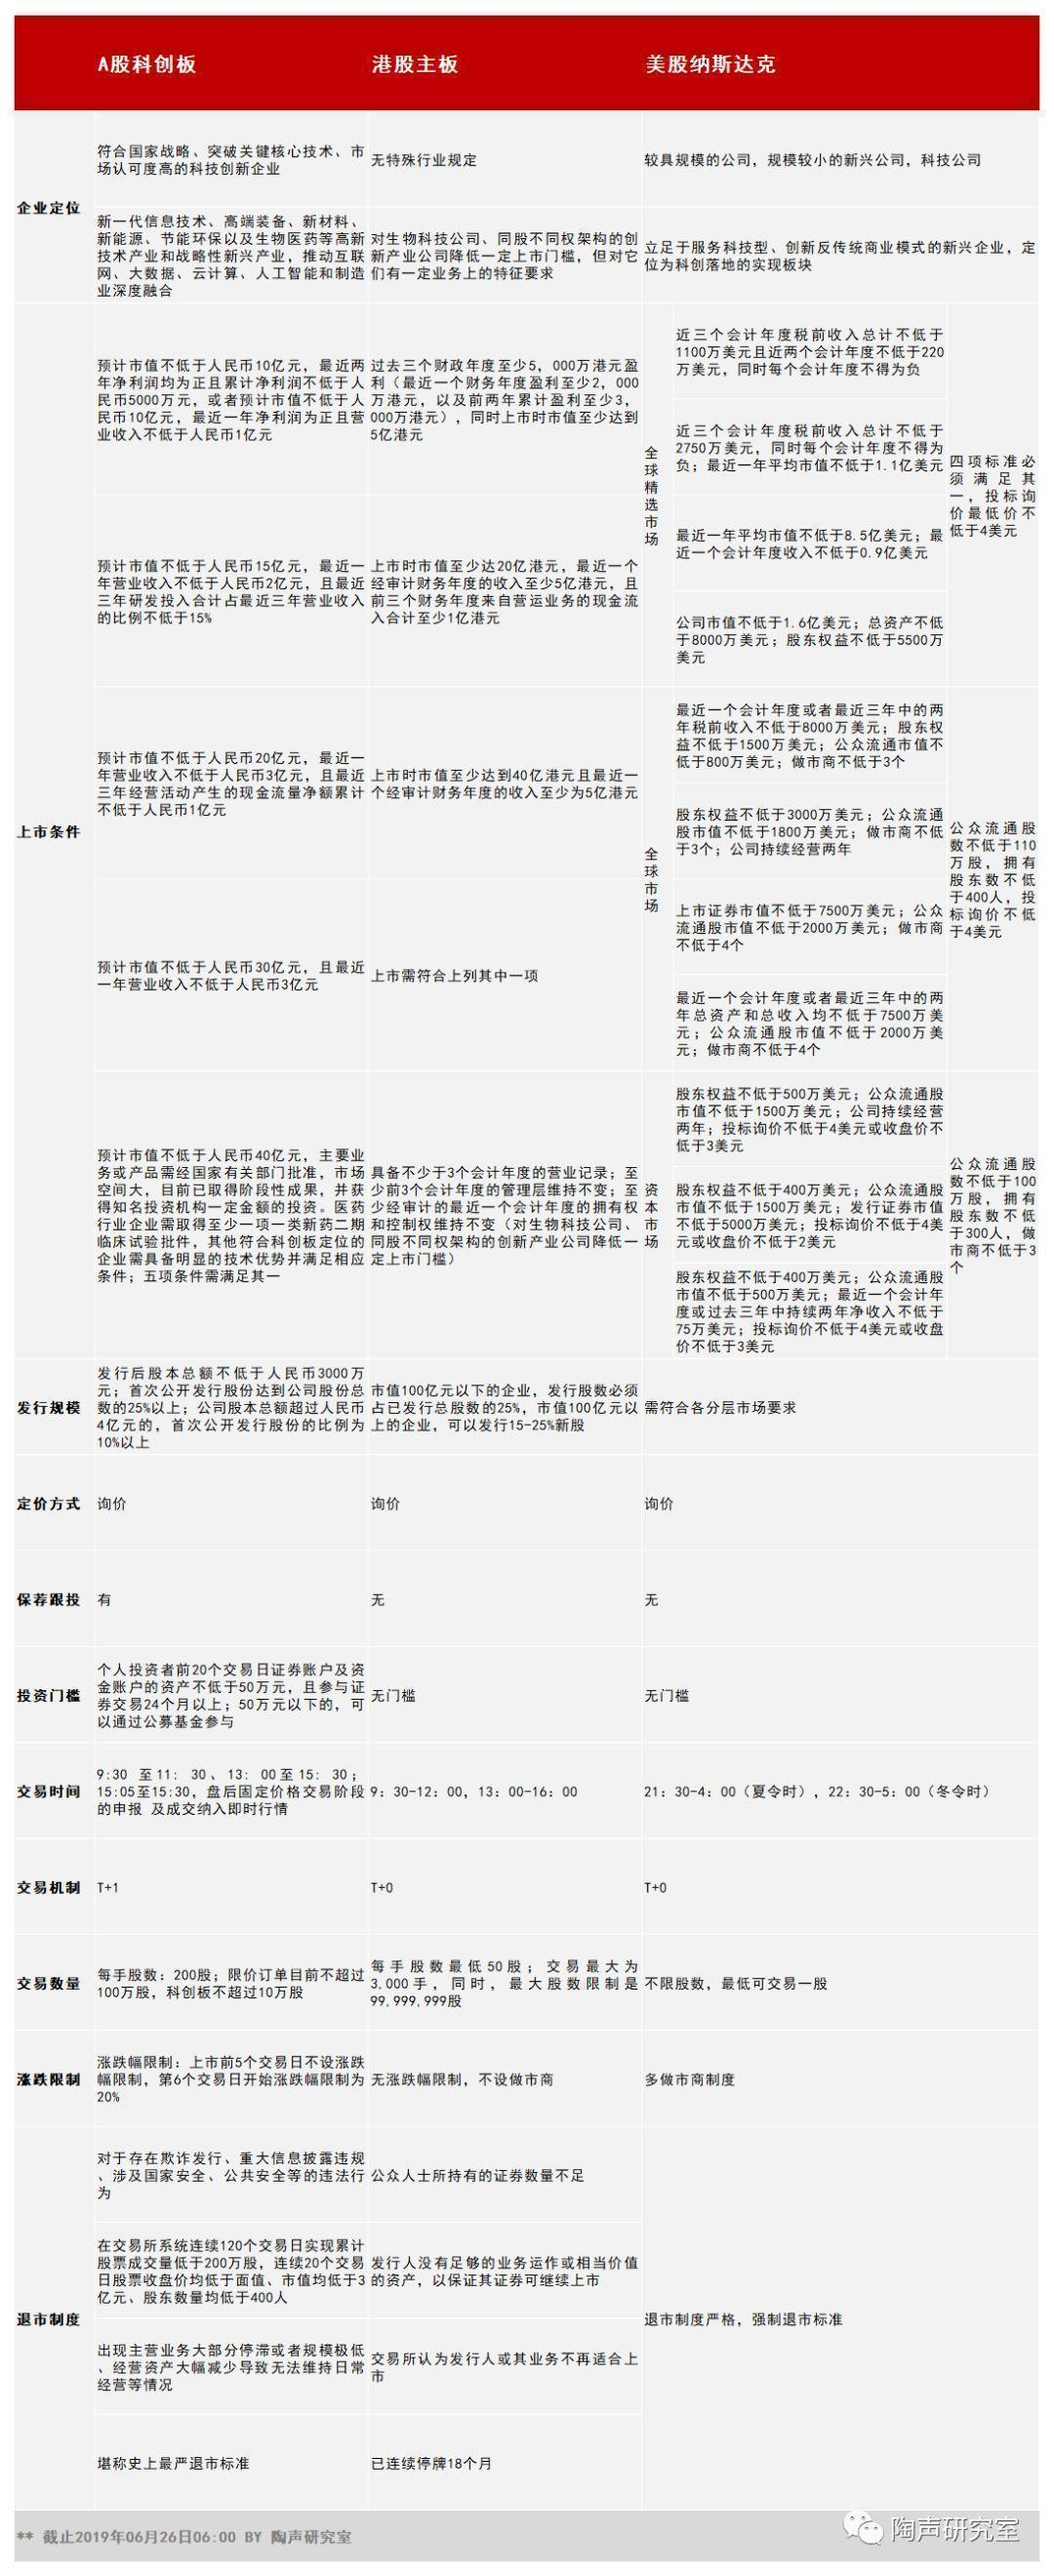 A股科创板
港股主板
美股纳斯达克
企业定位
符合国家战略、突破关键核心技术、市
场认可度高的科技创新企业
无特殊行业规定
较具规模的公司，规模较小的新兴公司，科技公司
新一代信息技术、高端装备、新材料、
新能源、节能环保以及生物医药等高新
技术产业和战略性新兴产业，推动互联
网、大数据、云计算、人工智能和制造
业深度融合
对生物科技公司、同股不同权架构的创
新产业公司降低一定上市门槛，但对它
们有一定业务上的特征要求
立足于服务科技型、创新反传统商业模式的新兴企业，定
位为科创落地的实现板块
上市条件
预计市值不低于人民币10亿元，最近两
年净利润均为正且累计净利润不低于人
民币5000万元，或者预计市值不低于人
民币10亿元，最近一年净利润为正且营
业收入不低于人民币1亿元
过去三个财政年度至少5，000万港元盈
利（最近一个财务年度盈利至少2，000
万港元，以及前两年累计盈利至少3，
000万港元），同时上市时市值至少达到
5亿港元
预计市值不低于人民币15亿元，最近一
年营业收入不低于人民币2亿元，且最近
三年研发投入合计占最近三年营业收入
的比例不低于15%
上市时市值至少达20亿港元，最近一个
经审计财务年度的收入至少5亿港元，且
前三个财务年度来自营运业务的现金流
入合计至少1亿港元
全
球
精
选
市
场
近三个会计年度税前收入总计不低于
1100万美元且近两个会计年度不低于220
万美元，同时每个会计年度不得为负
近三个会计年度税前收入总计不低于
2750万美元，同时每个会计年度不得为
负；最近一年平均市值不低于1.1亿美元
最近一年平均市值不低于8.5亿美元；最
近一个会计年度收入不低于0.9亿美元
公司市值不低于1.6亿美元；总资产不低
于8000万美元；股东权益不低于5500万
美元
四项标准必
须满足其
一，投标询
价最低价不
低于4美元
预计市值不低于人民币20亿元，最近一
年营业收入不低于人民币3亿元，且最近
三年经营活动产生的现金流量净额累计
不低于人民币1亿元
上市时市值至少达到40亿港元且最近一
个经审计财务年度的收入至少为5亿港元
预计市值不低于人民币30亿元，且最近
一年营业收入不低于人民币3亿元
上市需符合上列其中一项
全
球
市
场
最近一个会计年度或者最近三年中的两
年税前收入不低于8000万美元；股东权
益不低于1500万美元；公众流通市值不
低于800万美元；做市商不低于3个
股东权益不低于3000万美元；公众流通
股市值不低于1800万美元；做市商不低
于3个；公司持续经营两年
上市证券市值不低于7500万美元；公众
流通股市值不低于2000万美元；做市商
不低于4个
最近一个会计年度或者最近三年中的两
年总资产和总收入均不低于7500万美
元；公众流通股市值不低于2000万美
元；做市商不低于4个
公众流通股
数不低于110
万股，拥有
股东数不低
于400人，投
标询价不低
于4美元
预计市值不低于人民币40亿元，主要业
务或产品需经国家有关部门批准，市场
空间大，目前已取得阶段性成果，并获
得知名投资机构一定金额的投资。医药
行业企业需取得至少一项一类新药二期
临床试验批件，其他符合科创板定位的
企业需具备明显的技术优势并满足相应
条件；五项条件需满足其一
具备不少于3个会计年度的营业记录；至
少前3个会计年度的管理层维持不变；至
少经审计的最近一个会计年度的拥有权
和控制权维持不变（对生物科技公司、
同股不同权架构的创新产业公司降低一
定上市门槛）
资
本
市
场
股东权益不低于500万美元；公众流通股
市值不低于1500万美元；公司持续经营
两年；投标询价不低于4美元或收盘价不
低于3美元
股东权益不低于400万美元；公众流通股
市值不低于1500万美元；发行证券市值
不低于5000万美元；投标询价不低于4美
元或收盘价不低于2美元
股东权益不低于400万美元；公众流通股
市值不低于500万美元；最近一个会计年
度或过去三年中持续两年净收入不低于
75万美元；投标询价不低于4美元或收盘
价不低于3美元
公众流通股
数不低于100
万股，拥有
股东数不低
于300人，做
市商不低于3
个
发行规模
发行后股本总额不低于人民币3000万
元；首次公开发行股份达到公司股份总
数的25%以上；公司股本总额超过人民币
4亿元的，首次公开发行股份的比例为
10%以上
市值100亿元以下的企业，发行股数必须
占已发行总股数的25%，市值100亿元以
上的企业，可以发行15-25%新股
需符合各分层市场要求
定价方式
询价
询价
询价
保荐跟投
有
无
无
投资门槛
个人投资者前20个交易日证券账户及资
金账户的资产不低于50万元，且参与证
券交易24个月以上；50万元以下的，可
以通过公募基金参与
无门槛
无门槛
交易时间
9:30 至11: 30、13: 00至15: 30；
15:05至15:30，盘后固定价格交易阶段
的申报 及成交纳入即时行情
9：30-12：00，13：00-16：00
21：30-4：00（夏令时），22：30-5：00（冬令时）
交易机制
T+1
T+0
T+0
交易数量
每手股数：200股；限价订单目前不超过
100万股，科创板不超过10万股
每手股数最低50股；交易最大为
3,000手，同时，最大股数限制是
99,999,999股
不限股数，最低可交易一股
涨跌限制
涨跌幅限制：上市前5个交易日不设涨跌
幅限制，第6个交易日开始涨跌幅限制为
20%
无涨跌幅限制，不设做市商
多做市商制度
退市制度
对于存在欺诈发行、重大信息披露违规
、涉及国家安全、公共安全等的违法行
为
公众人士所持有的证券数量不足
在交易所系统连续120个交易日实现累计
股票成交量低于200万股，连续20个交易
日股票收盘价均低于面值、市值均低于3
亿元、股东数量均低于400人
发行人没有足够的业务运作或相当价值
的资产，以保证其证券可继续上市
退市制度严格，强制退市标准
出现主营业务大部分停滞或者规模极低
、经营资产大幅减少导致无法维持日常
经营等情况
交易所认为发行人或其业务不再适合上
市
堪称史上最严退市标准
已连续停牌18个月
** 截止2019年06月26日06:00 BY 陶声研究室
陶声研究室